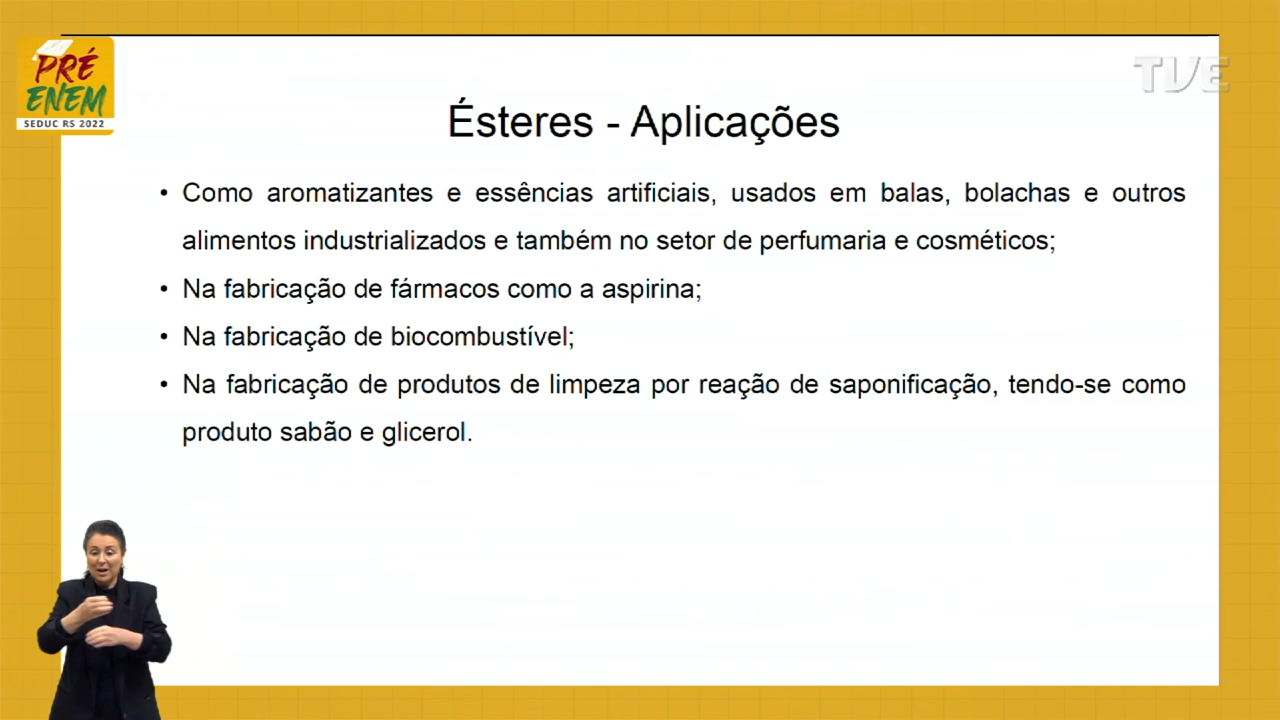 PRÉ
ENEM
SEDUC RS 2022
TVE
Ésteres - Aplicações
• Como aromatizantes e essências artificiais, usados em balas, bolachas e outros
alimentos industrializados e também no setor de perfumaria e cosméticos;
• Na fabricação de fármacos como a aspirina;
• Na fabricação de biocombustível;
• Na fabricação de produtos de limpeza por reação de saponificação, tendo-se como
produto sabão e glicerol.